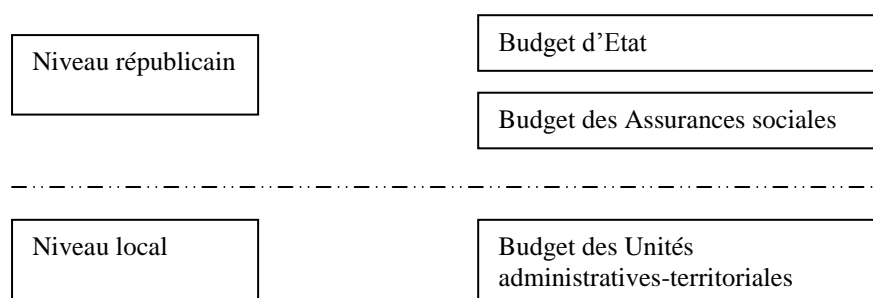 Niveau républicain
Budget d’Etat
Budget des Assurances sociales
Niveau local
Budget des Unités
administratives-territoriales